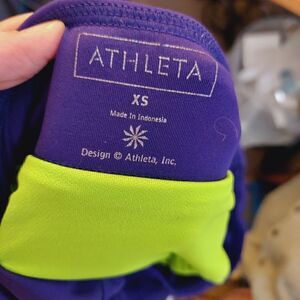 ATHLETA
XS
Made in Indonesia
Design © Athleta, Inc.